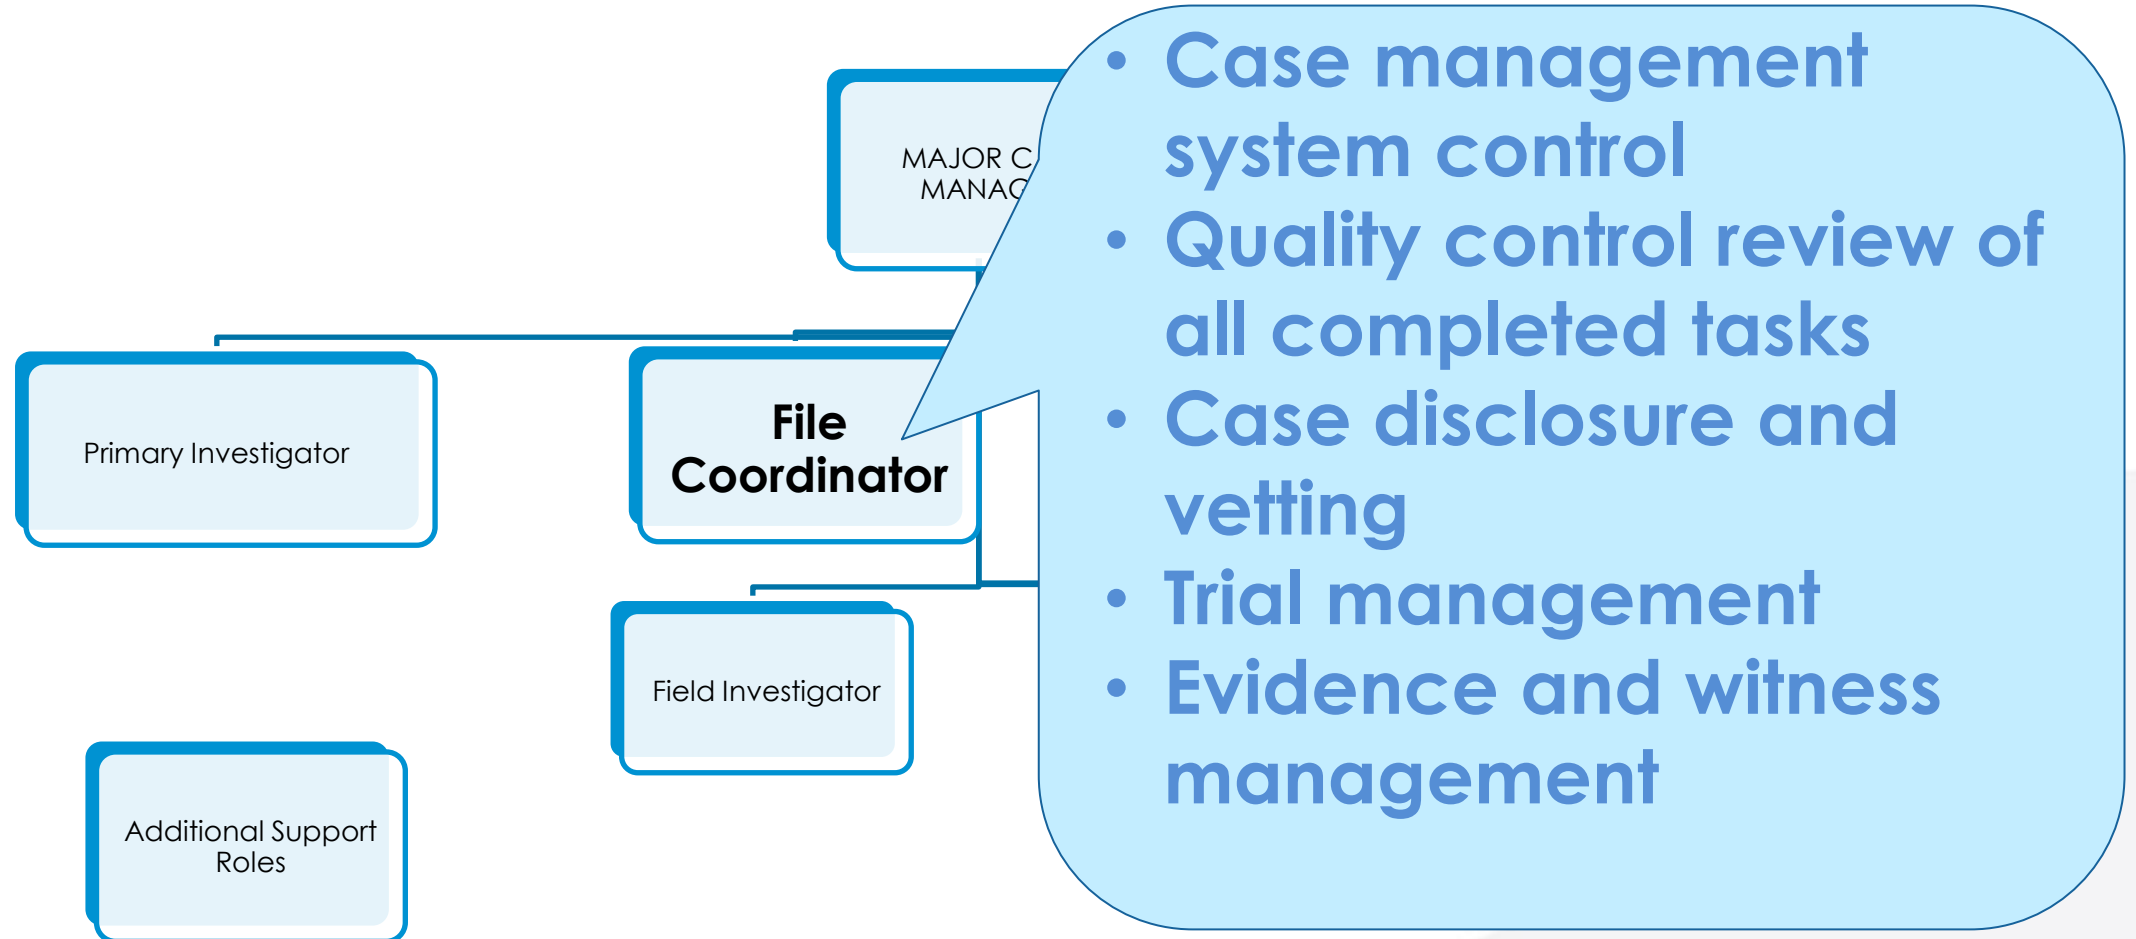 MAJOR C
MANAG
Primary Investigator
File
Coordinator
Field Investigator
Additional Support
Roles
• Case management
system control
• Quality control review of
all completed tasks
• Case disclosure and
vetting
• Trial management
• Evidence and witness
management